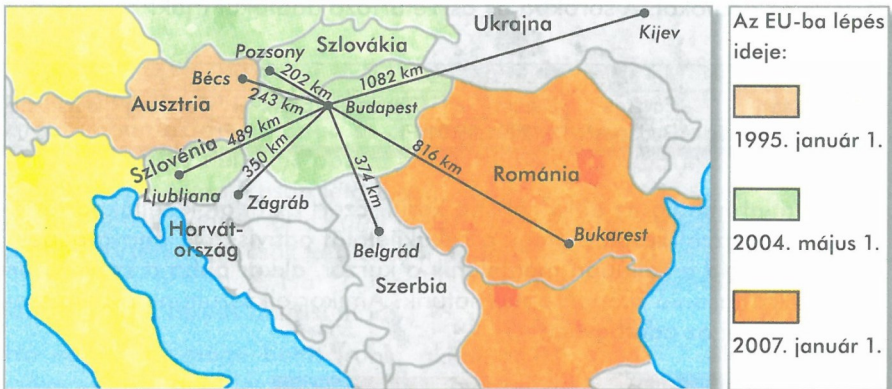 Ukrajna
Kijev
Pozsony
Szlovákia
202 km
1082 km
Bécs
243 km
Budapest
Ausztria
489 km
Szlovénia
350 km
374 km
816 km
Románia
Ljubljana
Zágráb
Horvát-
ország
Belgrád
Bukarest
Szerbia
Az EU-ba lépés
ideje:
1995. január 1.
2004. május 1.
2007. január 1.